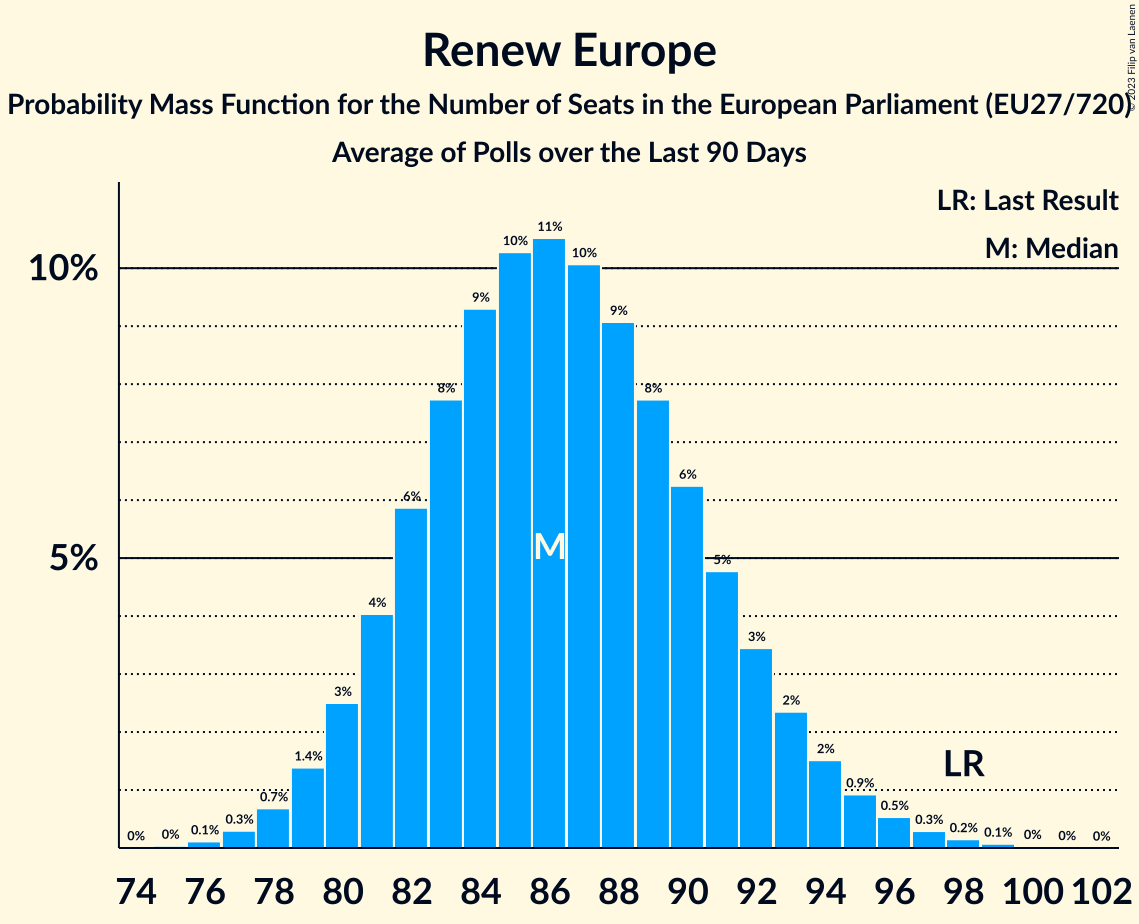 Renew Europe
Probability Mass Function for the Number of Seats in the European Parliament (EU27/720)
Average of Polls over the Last 90 Days
© 2023 Filip van Laenen
LR: Last Result
M: Median
10%
5%
0% 0% 0.1% 0.3% 0.7% 1.4% 3% 4% 6% 8% 9% 10% 11% 10% 9% 8% 6% 5% 3% 2% 2% 0.9% 0.5% 0.3% 0.2% 0.1% 0% 0% 0%
M
LR
74 76 78 80 82 84 86 88 90 92 94 96 98 100 102